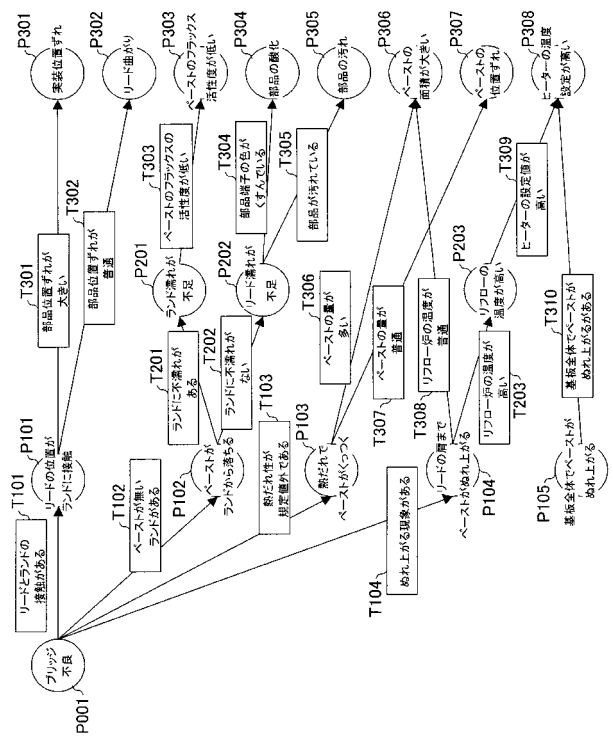 P001
ブリッジ
不良
T101
リードとランドの
接触がある
T102
ペーストが無い
ランドがある
T103
熱だれ性が
規定値外である
T104
ぬれ上がる現象がある
P101
リードの位置が
ランドに接触
P102
ペーストが
ランドから落ちる
P103
熱だれで
ペーストがくっつく
P104
リードの肩まで
ペーストがぬれ上がる
P105
基板全体でペーストが
ぬれ上がる
T201
ランドに不濡れが
ある
T202
ランドに不濡れが
ない
T203
リフロー炉の温度が
高い
P201
ランド濡れが
不足
P202
リード濡れが
不足
P203
リフローの
温度が高い
T301
部品位置ずれが
大きい
T302
部品位置ずれが
普通
T303
ペーストのフラックスの
活性度が低い
T304
部品端子の色が
くすんでいる
T305
部品が汚れている
T306
ペーストの量が
多い
T307
ペーストの量が
普通
T308
リフロー炉の温度が
普通
T309
ヒーターの設定値が
高い
T310
基板全体でペーストが
ぬれ上がるがある
P301
実装位置ずれ
P302
リード曲がり
P303
ペーストのフラックス
活性度が低い
P304
部品の酸化
P305
部品の汚れ
P306
ペーストの
面積が大きい
P307
ペーストの
位置ずれ
P308
ヒーターの温度
設定が高い